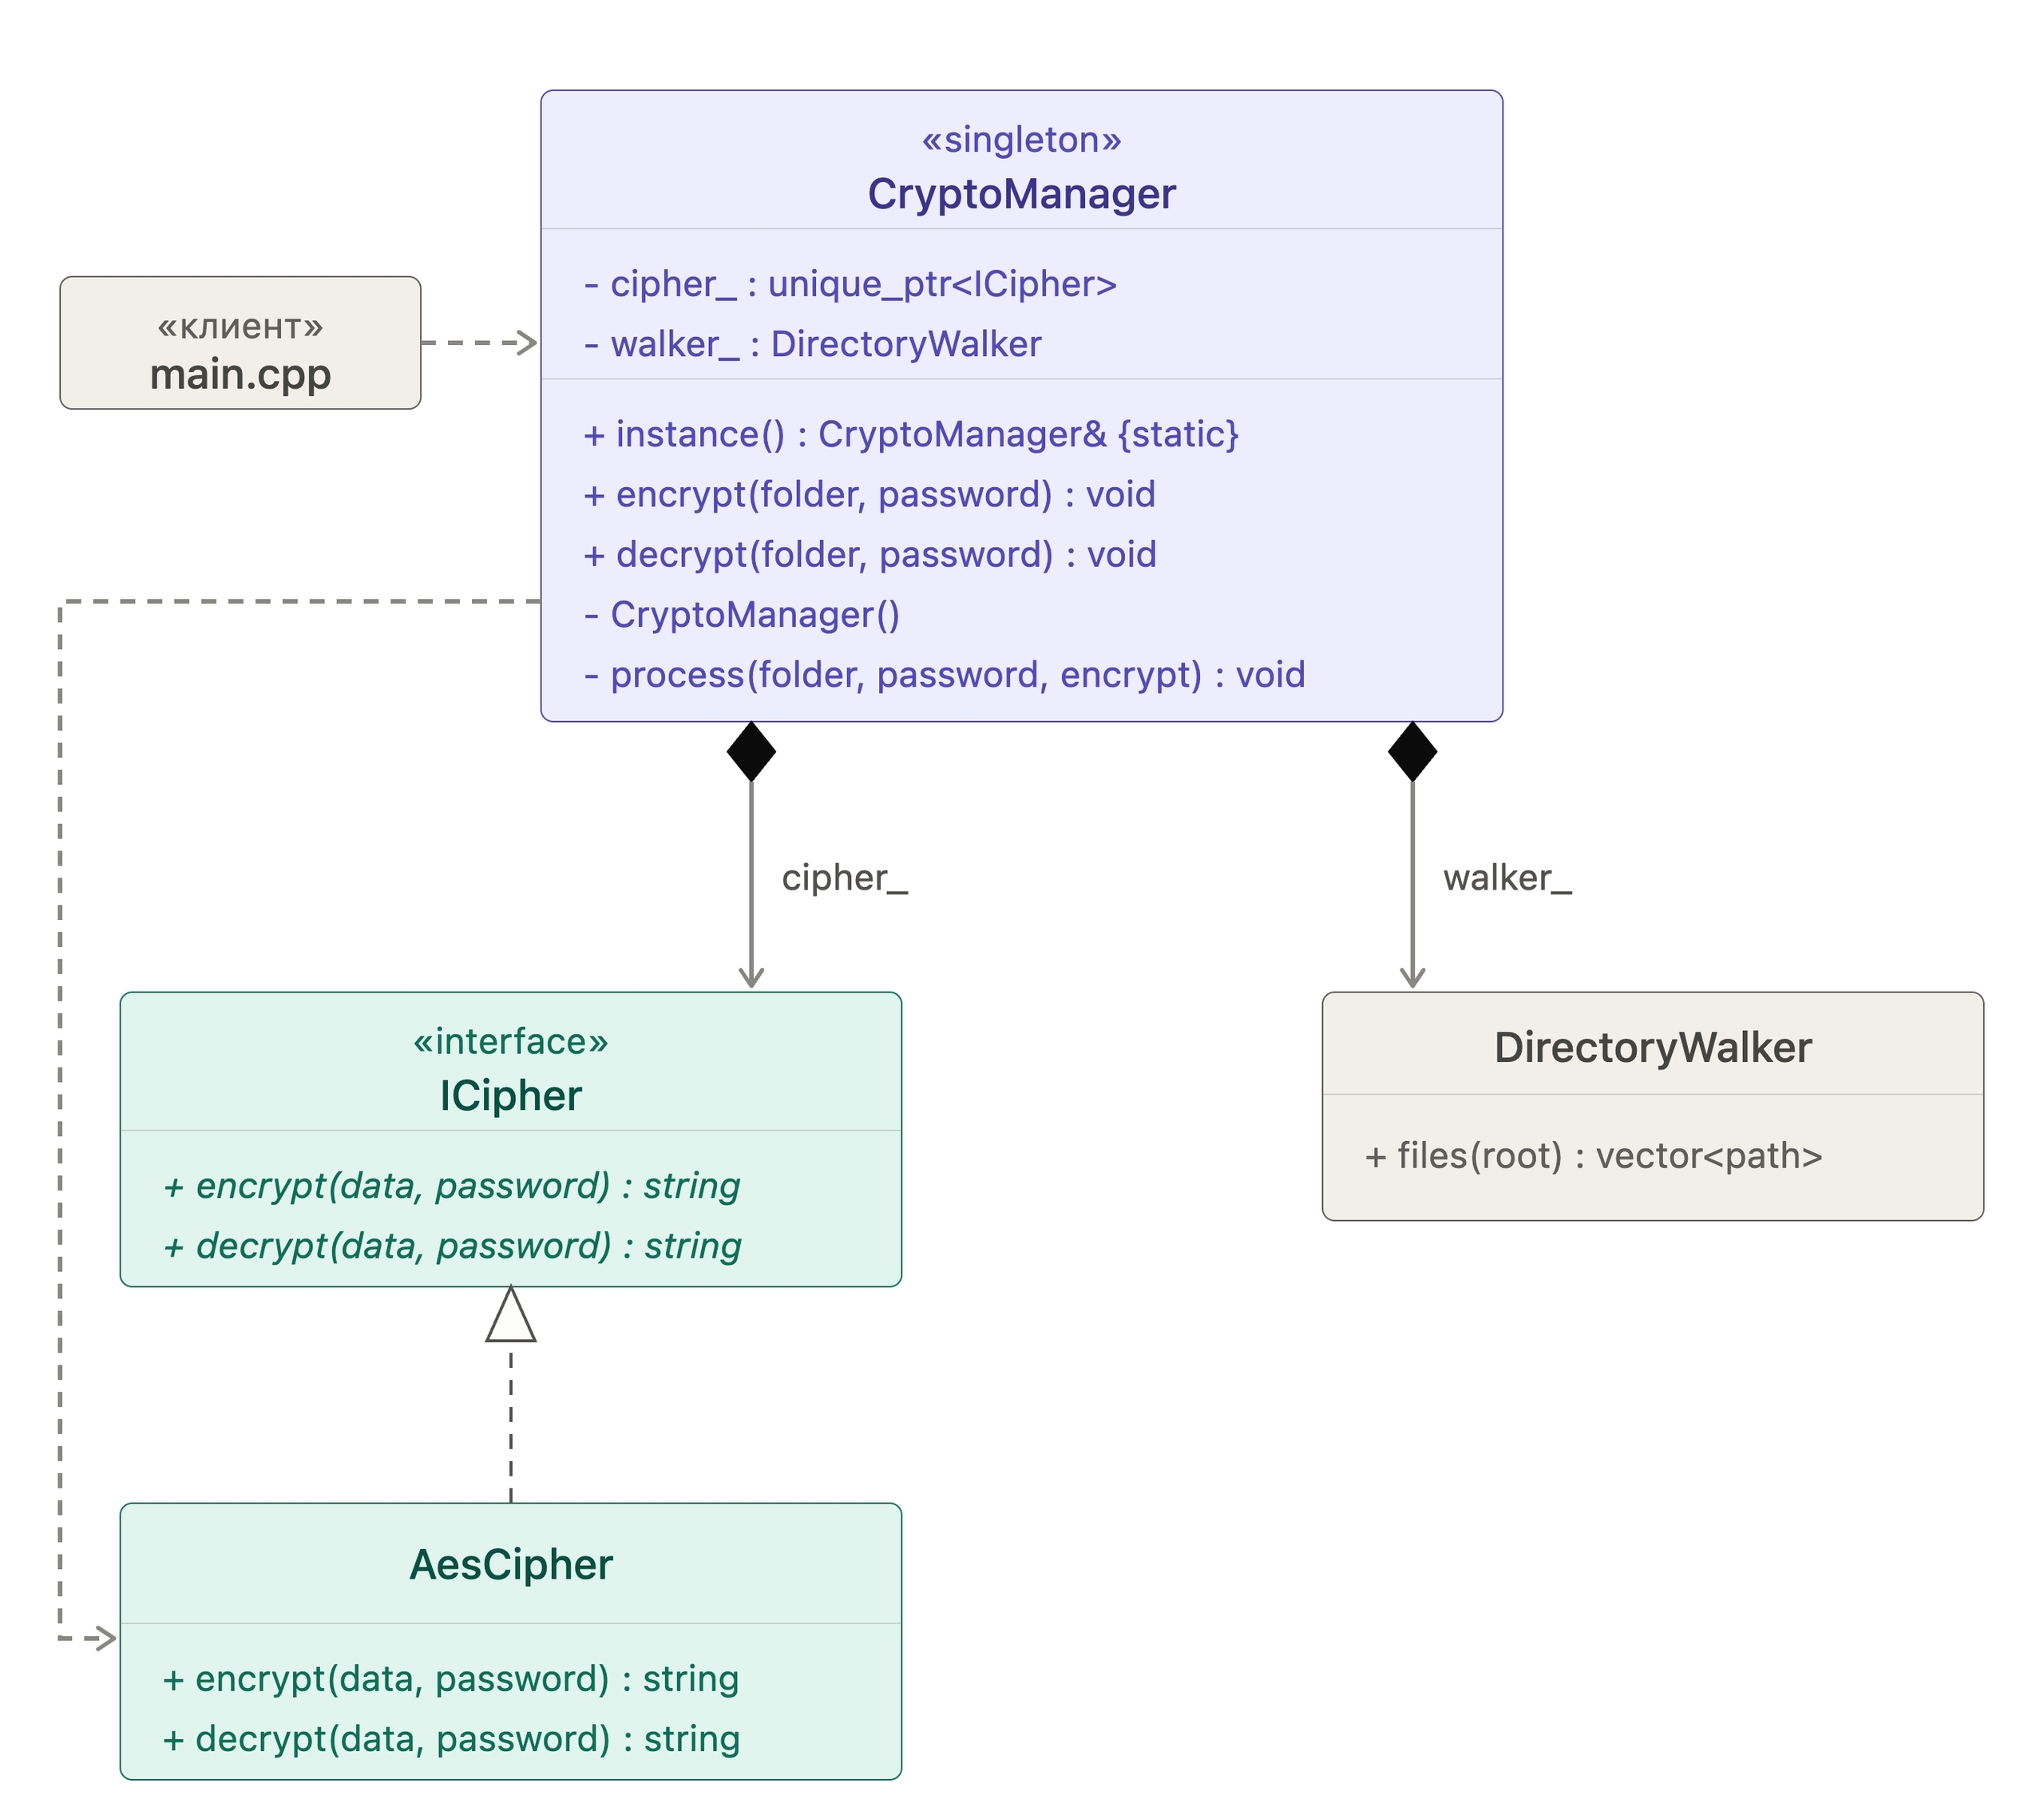 «singleton»
CryptoManager
- cipher_ : unique_ptr<ICipher>
- walker_ : DirectoryWalker
+ instance() : CryptoManager& {static}
+ encrypt(folder, password) : void
+ decrypt(folder, password) : void
- CryptoManager()
- process(folder, password, encrypt) : void
«клиент»
main.cpp
cipher_
walker_
«interface»
ICipher
+ encrypt(data, password) : string
+ decrypt(data, password) : string
DirectoryWalker
+ files(root) : vector<path>
AesCipher
+ encrypt(data, password) : string
+ decrypt(data, password) : string